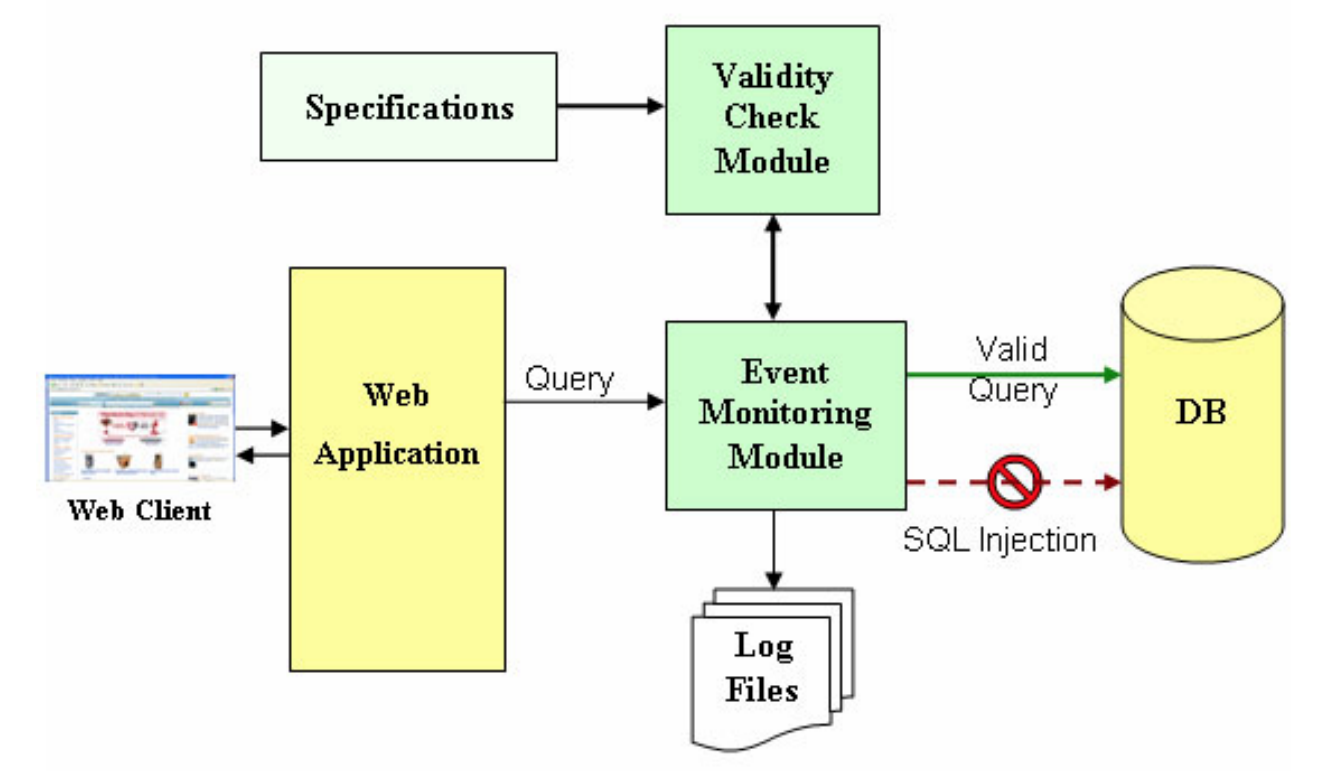 Specifications
Validity
Check
Module
Web
Application
Query
Event
Monitoring
Module
Valid
Query
DB
Web Client
SQL Injection
Log
Files